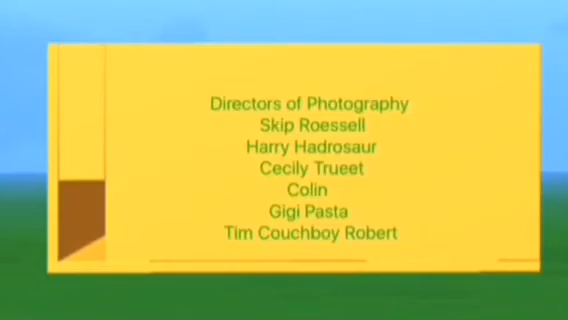 Directors of Photography
Skip Roessell
Harry Hadrosaur
Cecily Trueet
Colin
Gigi Pasta
Tim Couchboy Robert